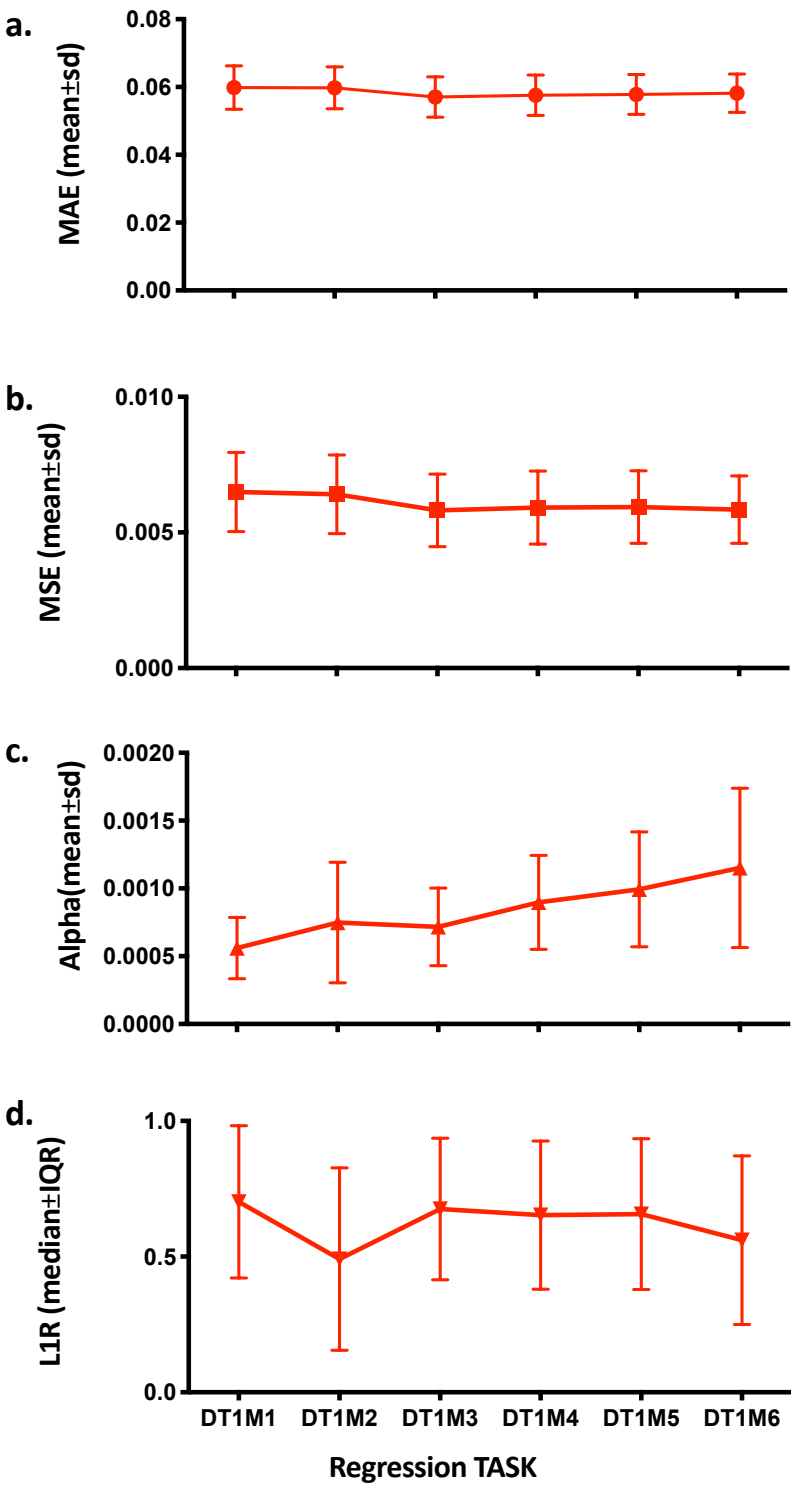 a.
MAE (mean±sd)
0.08
0.06
0.04
0.02
0.00
b.
MSE (mean±sd)
0.010
0.005
0.000
c.
Alpha(mean±sd)
0.0020
0.0015
0.0010
0.0005
0.0000
d.
L1R (median±IQR)
1.0
0.5
0.0
DT1M1 DT1M2 DT1M3 DT1M4 DT1M5 DT1M6
Regression TASK